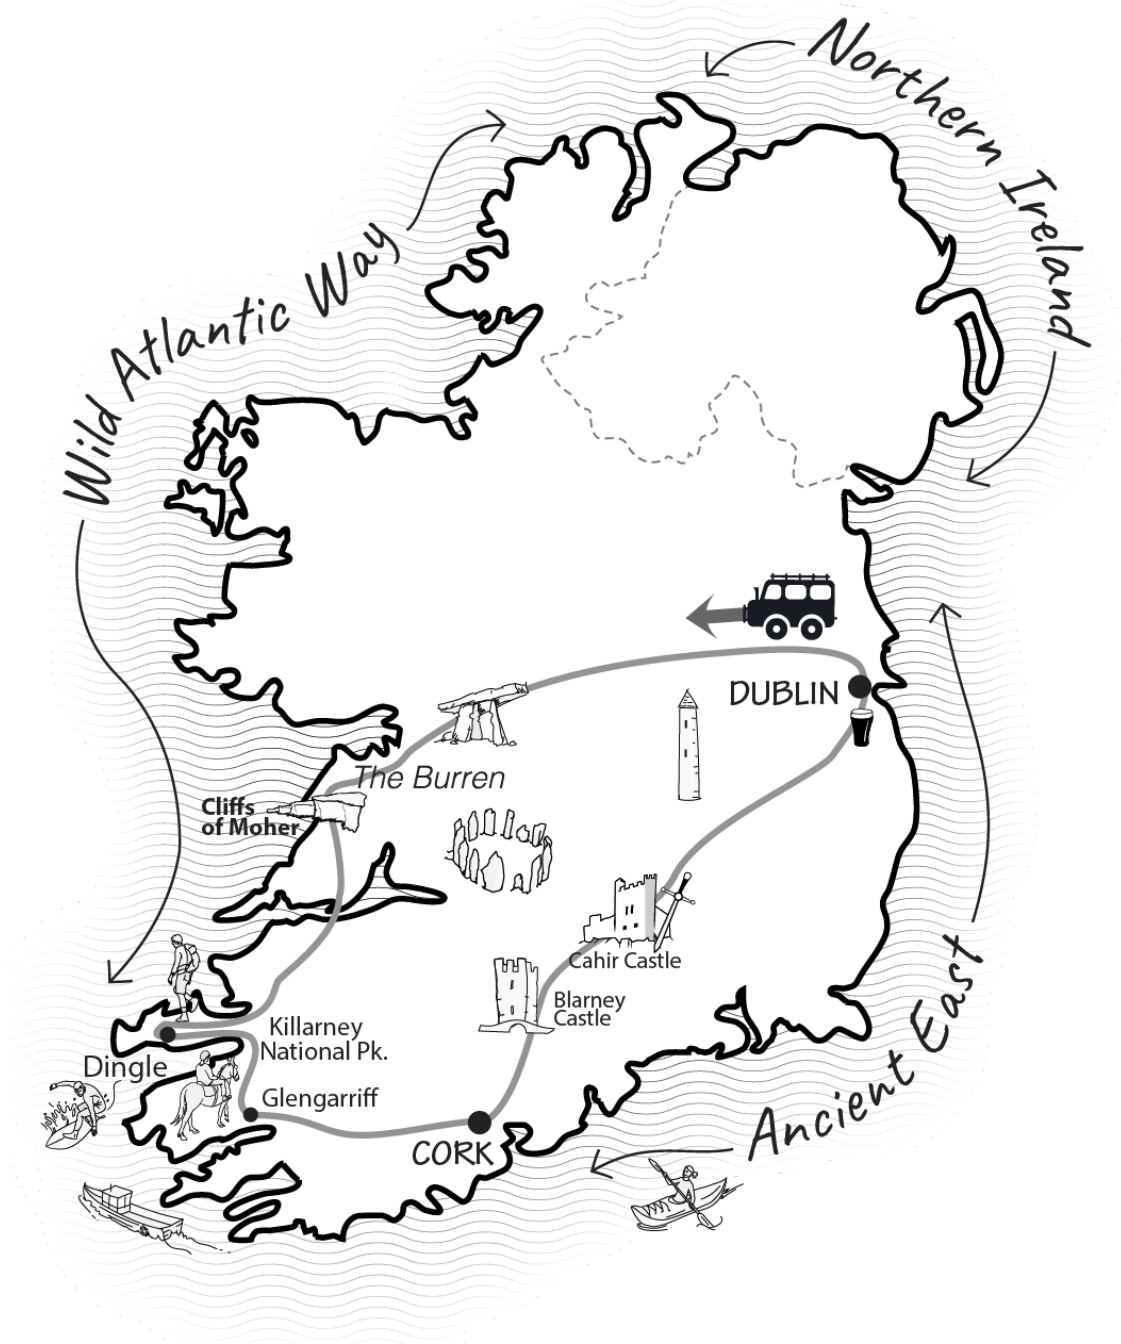 Northern Ireland
Wild Atlantic Way
DUBLIN
The Burren
Cliffs
of Moher
Cahir Castle
Blarney
Castle
Killarney
National Pk.
Dingle
Glengarriff
CORK
Ancient East